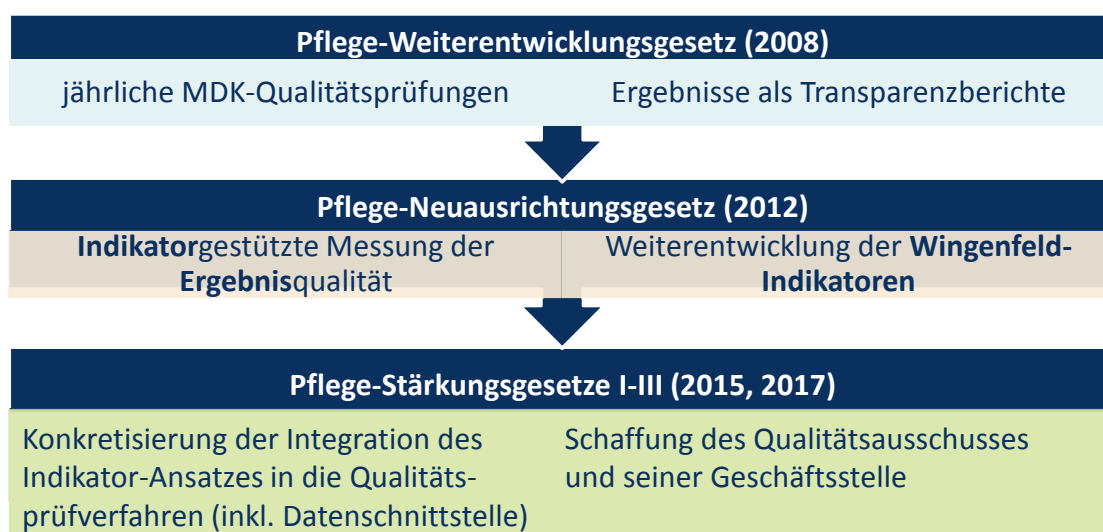 Pflege-Weiterentwicklungsgesetz (2008)
jährliche MDK-Qualitätsprüfungen
Ergebnisse als Transparenzberichte
Pflege-Neuausrichtungsgesetz (2012)
Indikatorgestützte Messung der
Ergebnisqualität
Weiterentwicklung der Wingenfeld-
Indikatoren
Pflege-Stärkungsgesetze I-III (2015, 2017)
Konkretisierung der Integration des
Indikator-Ansatzes in die Qualitäts-
prüfverfahren (inkl. Datenschnittstelle)
Schaffung des Qualitätsausschusses
und seiner Geschäftsstelle